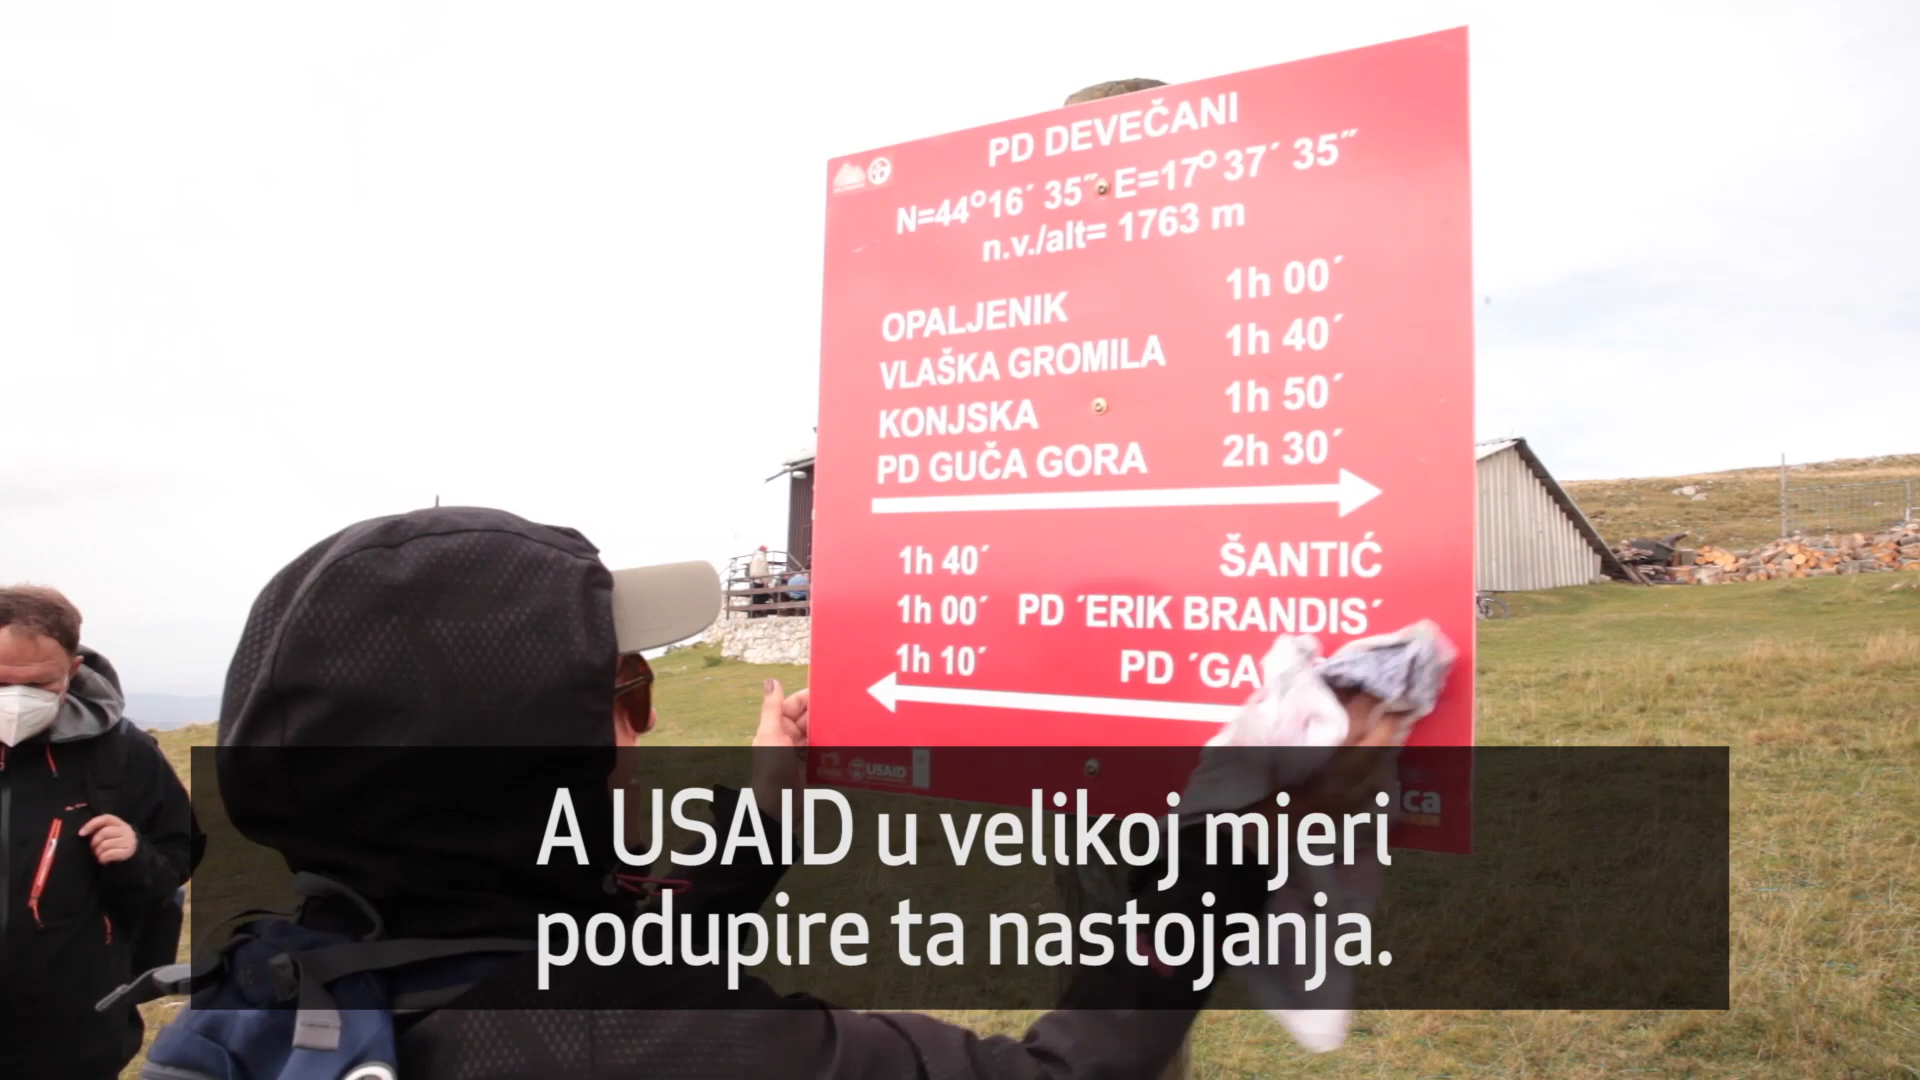 PD DEVEČANI
N=44°16´ 35˝ E=17° 37´ 35˝
n.v./alt= 1763 m
OPALJENIK 1h 00´
VLAŠKA GROMILA 1h 40´
KONJSKA 1h 50´
PD GUČA GORA 2h 30´
1h 40´ ŠANTIĆ
1h 00´ PD ´ERIK BRANDIS´
1h 10´ PD
USAID
A USAID u velikoj mjeri
podupire ta nastojanja.